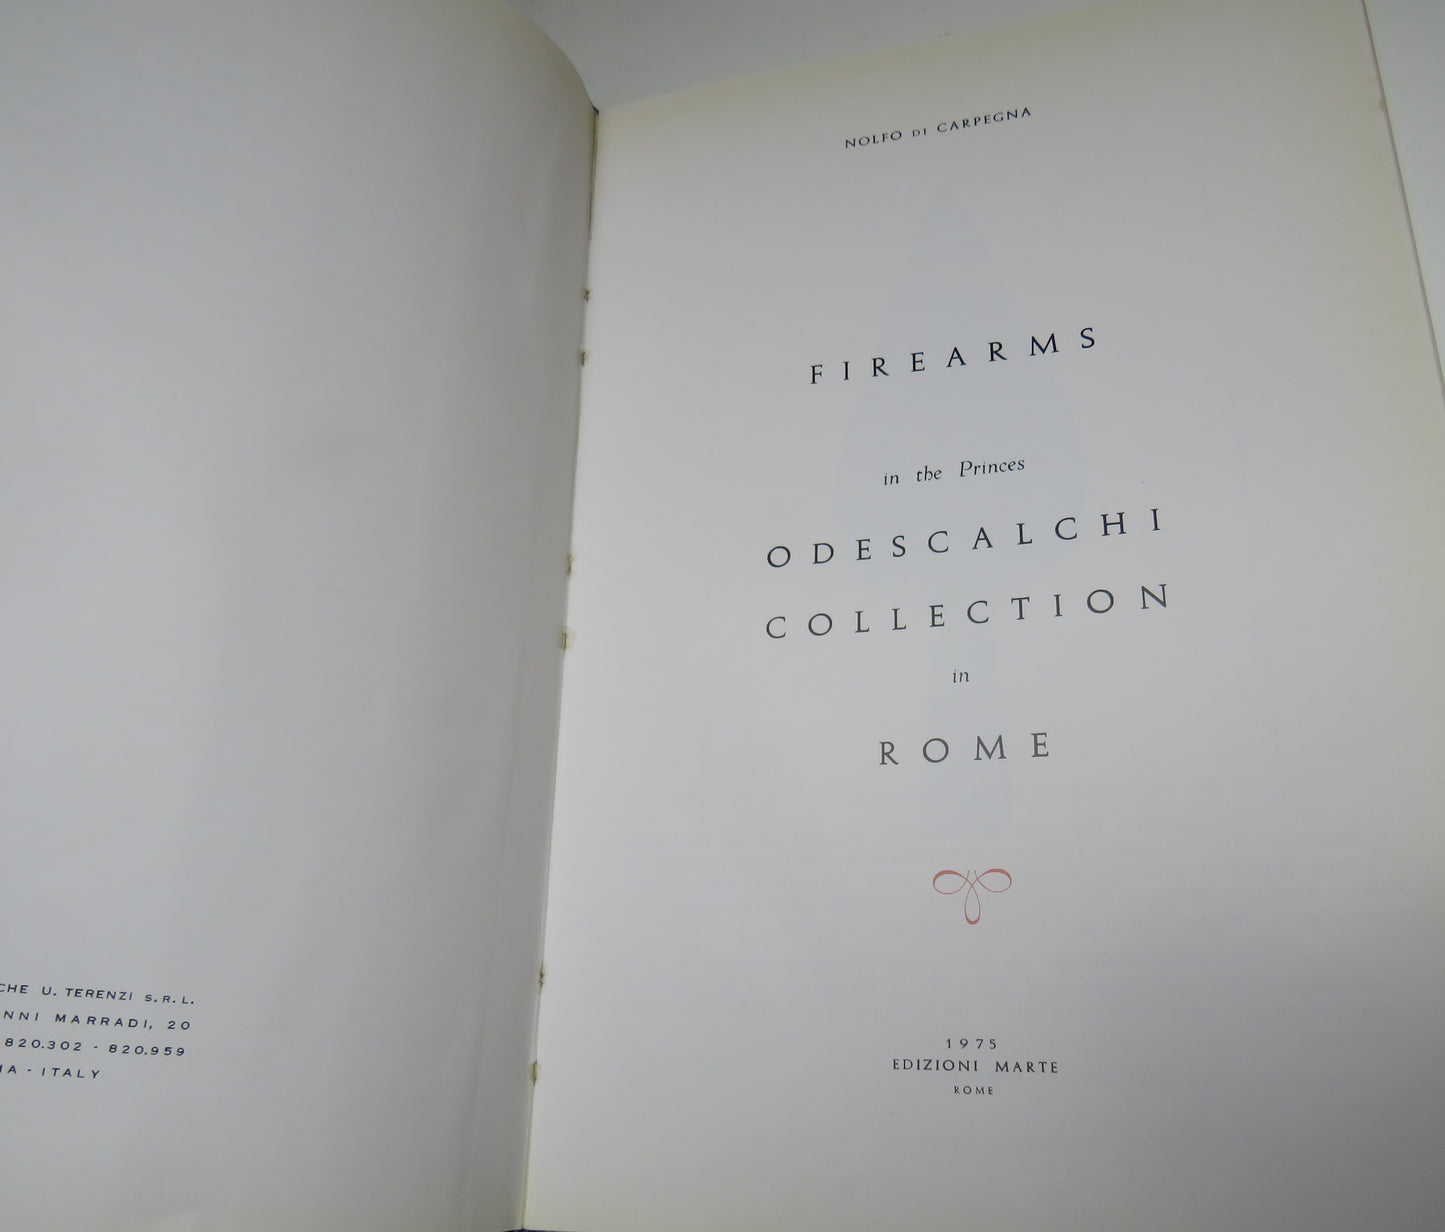 CHE U. TERENZI S.R.L.
NNI MARRADI, 20
820.302 - 820.959
MA - ITALY
NOLFO DI CARPEGNA
FIREARMS
in the Princes
ODESCALCHI
COLLECTION
in
ROME
1975
EDIZIONI MARTE
ROME